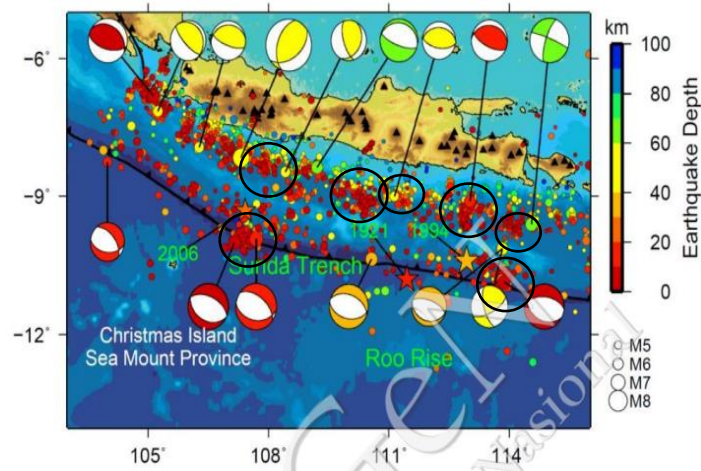 km
-6°
-9°
-12°
105°
108°
111°
114°
100
80
60
40
20
0
Earthquake Depth
2006
1921
1994
Sunda Trench
Christmas Island
Sea Mount Province
Roo Rise
M5
M6
M7
M8
Nasional